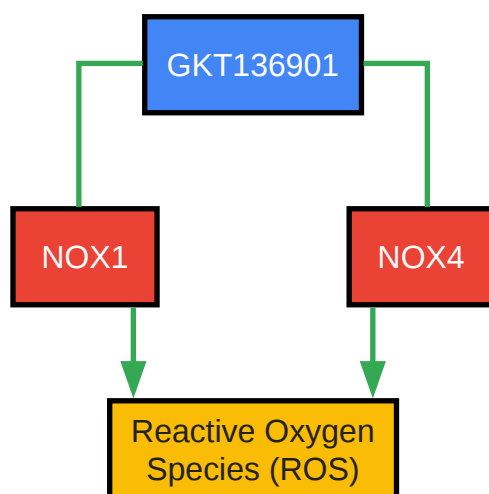 GKT136901
NOX1
NOX4
Reactive Oxygen
Species (ROS)